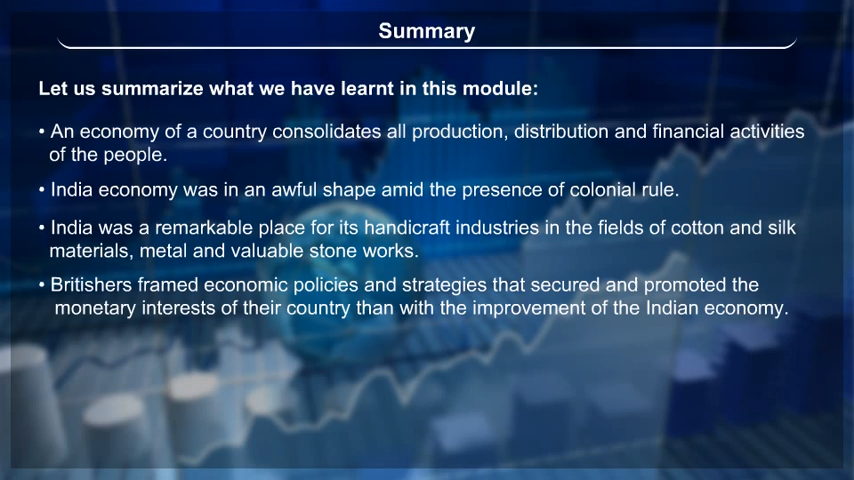 Summary
Let us summarize what we have learnt in this module:
• An economy of a country consolidates all production, distribution and financial activities
of the people.
• India economy was in an awful shape amid the presence of colonial rule.
• India was a remarkable place for its handicraft industries in the fields of cotton and silk
materials, metal and valuable stone works.
• Britishers framed economic policies and strategies that secured and promoted the
monetary interests of their country than with the improvement of the Indian economy.